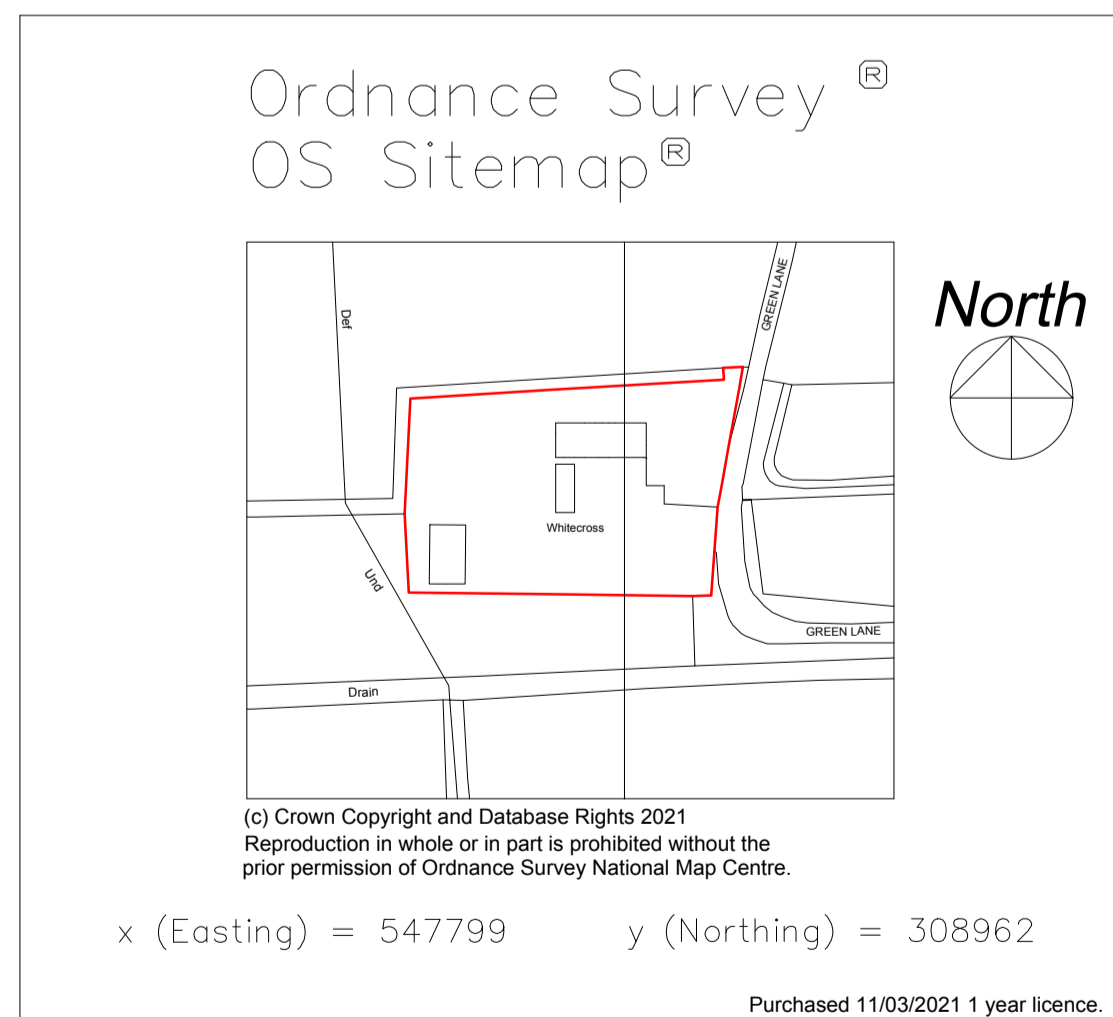 Ordnance Survey ®
OS Sitemap®
North
GREEN LANE
Def
Whitecross
Und
GREEN LANE
Drain
(c) Crown Copyright and Database Rights 2021
Reproduction in whole or in part is prohibited without the
prior permission of Ordnance Survey National Map Centre.
x (Easting) = 547799 y (Northing) = 308962
Purchased 11/03/2021 1 year licence.